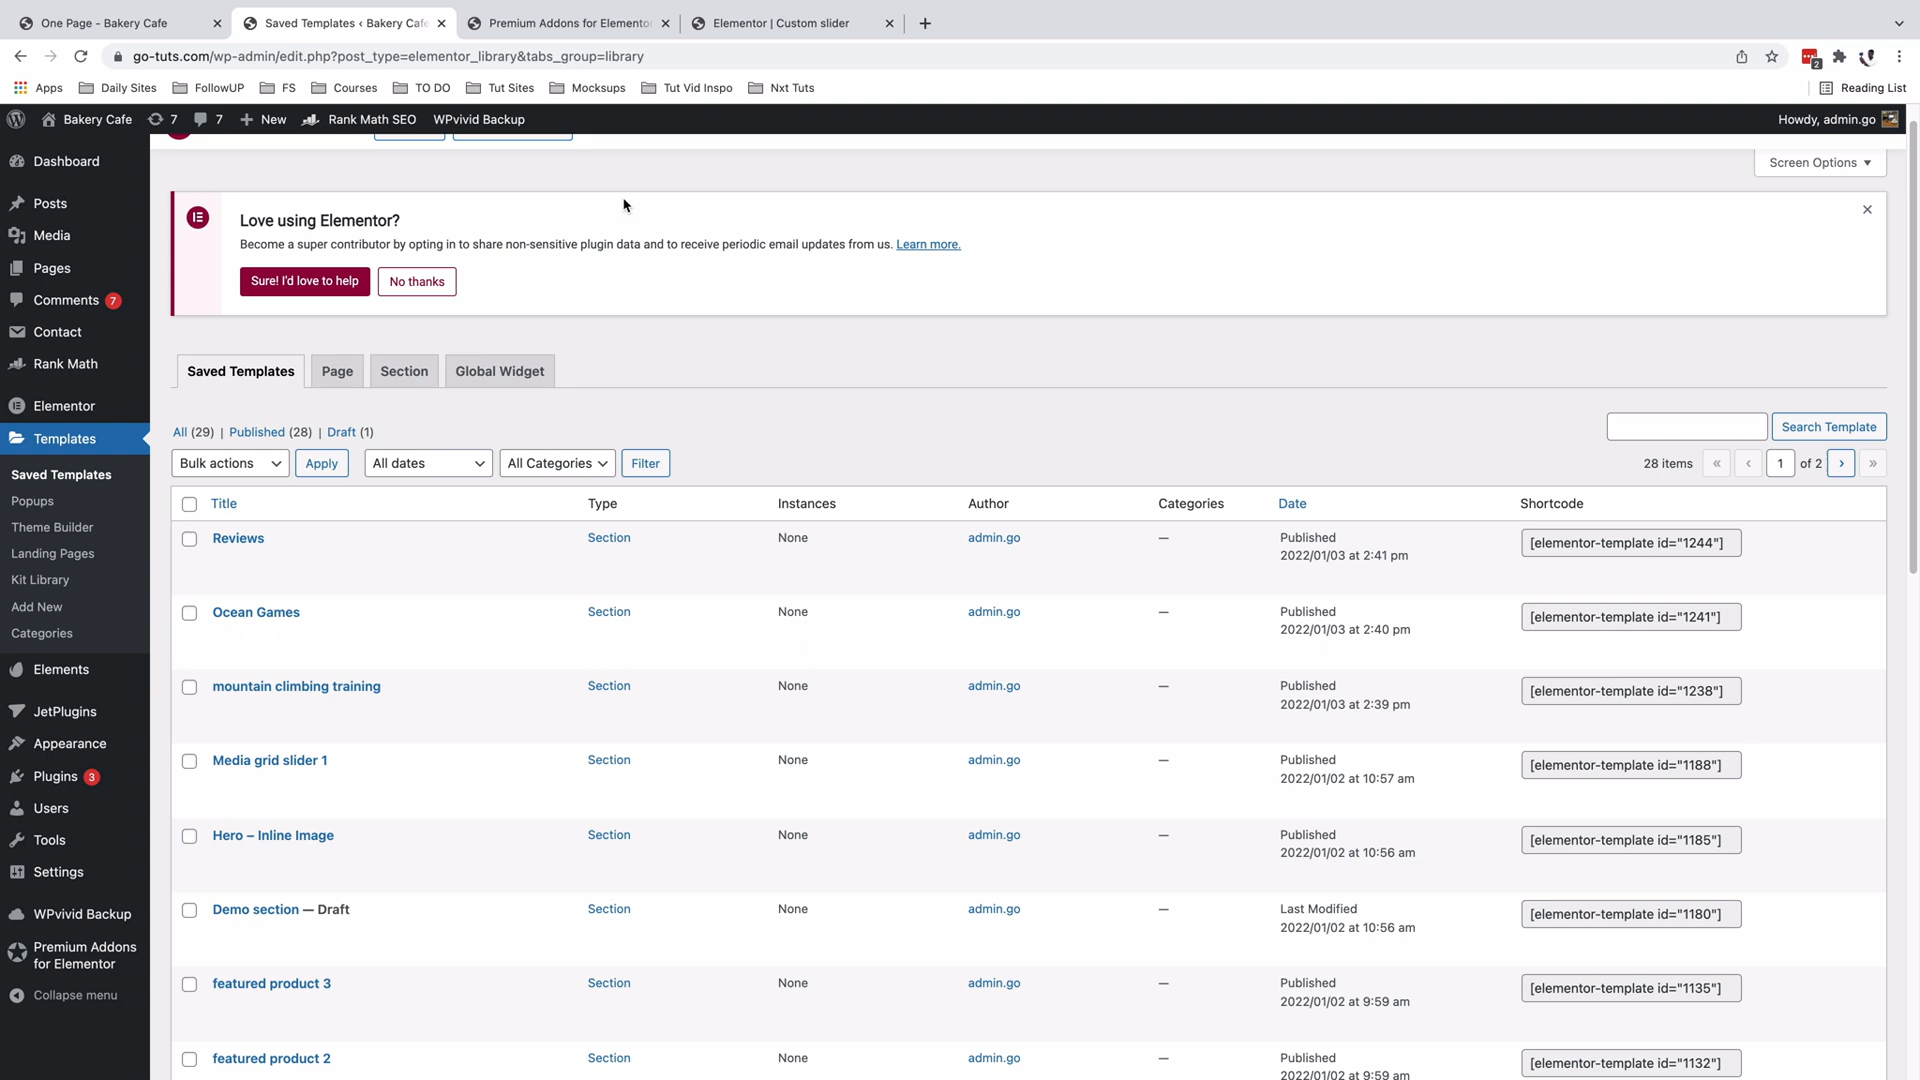 One Page - Bakery Cafe
Saved Templates ‹ Bakery Cafe
Premium Addons for Elementor
Elementor | Custom slider
go-tuts.com/wp-admin/edit.php?post_type=elementor_library&tabs_group=library
2
Apps
Daily Sites
FollowUP
FS
Courses
TO DO
Tut Sites
Mocksups
Tut Vid Inspo
Nxt Tuts
Reading List
Bakery Cafe
7
7
New
Rank Math SEO
WPvivid Backup
Howdy, admin.go
Dashboard
Posts
Media
Pages
Comments 7
Contact
Rank Math
Elementor
Templates
Saved Templates
Popups
Theme Builder
Landing Pages
Kit Library
Add New
Categories
Elements
JetPlugins
Appearance
Plugins 3
Users
Tools
Settings
WPvivid Backup
Premium Addons
for Elementor
Collapse menu
Screen Options
Love using Elementor?
Become a super contributor by opting in to share non-sensitive plugin data and to receive periodic email updates from us. Learn more.
Sure! I'd love to help
No thanks
Saved Templates
Page
Section
Global Widget
All (29) | Published (28) | Draft (1)
Search Template
Bulk actions
Apply
All dates
All Categories
Filter
28 items « ‹ 1 of 2 › »
Title Type Instances Author Categories Date Shortcode
Reviews Section None admin.go — Published [elementor-template id="1244"]
2022/01/03 at 2:41 pm
Ocean Games Section None admin.go — Published [elementor-template id="1241"]
2022/01/03 at 2:40 pm
mountain climbing training Section None admin.go — Published [elementor-template id="1238"]
2022/01/03 at 2:39 pm
Media grid slider 1 Section None admin.go — Published [elementor-template id="1188"]
2022/01/02 at 10:57 am
Hero – Inline Image Section None admin.go — Published [elementor-template id="1185"]
2022/01/02 at 10:56 am
Demo section — Draft Section None admin.go — Last Modified [elementor-template id="1180"]
2022/01/02 at 10:56 am
featured product 3 Section None admin.go — Published [elementor-template id="1135"]
2022/01/02 at 9:59 am
featured product 2 Section None admin.go — Published [elementor-template id="1132"]
2022/01/02 at 9:59 am